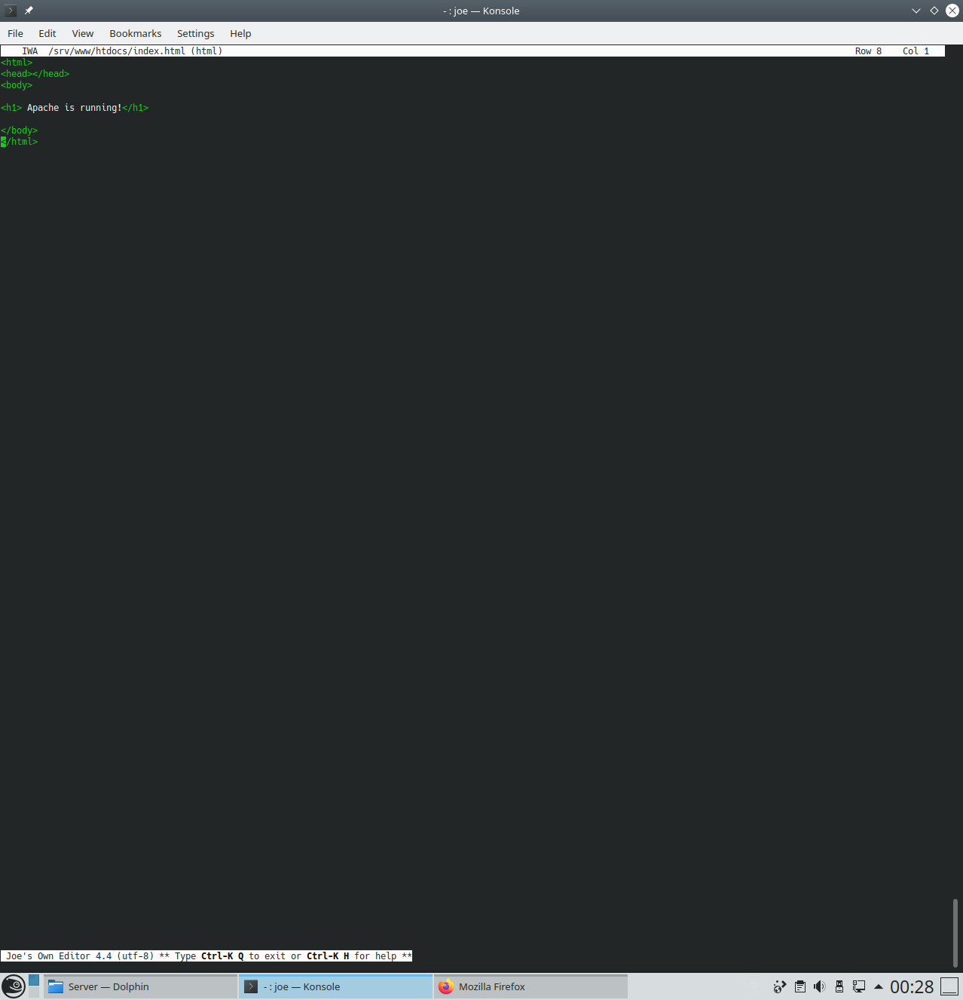 - : joe — Konsole
File Edit View Bookmarks Settings Help
IWA /srv/www/htdocs/index.html (html) Row 8 Col 1
<html>
<head></head>
<body>
<h1> Apache is running!</h1>
</body>
</html>
Joe's Own Editor 4.4 (utf-8) ** Type Ctrl-K Q to exit or Ctrl-K H for help **
Server — Dolphin - : joe — Konsole Mozilla Firefox 00:28